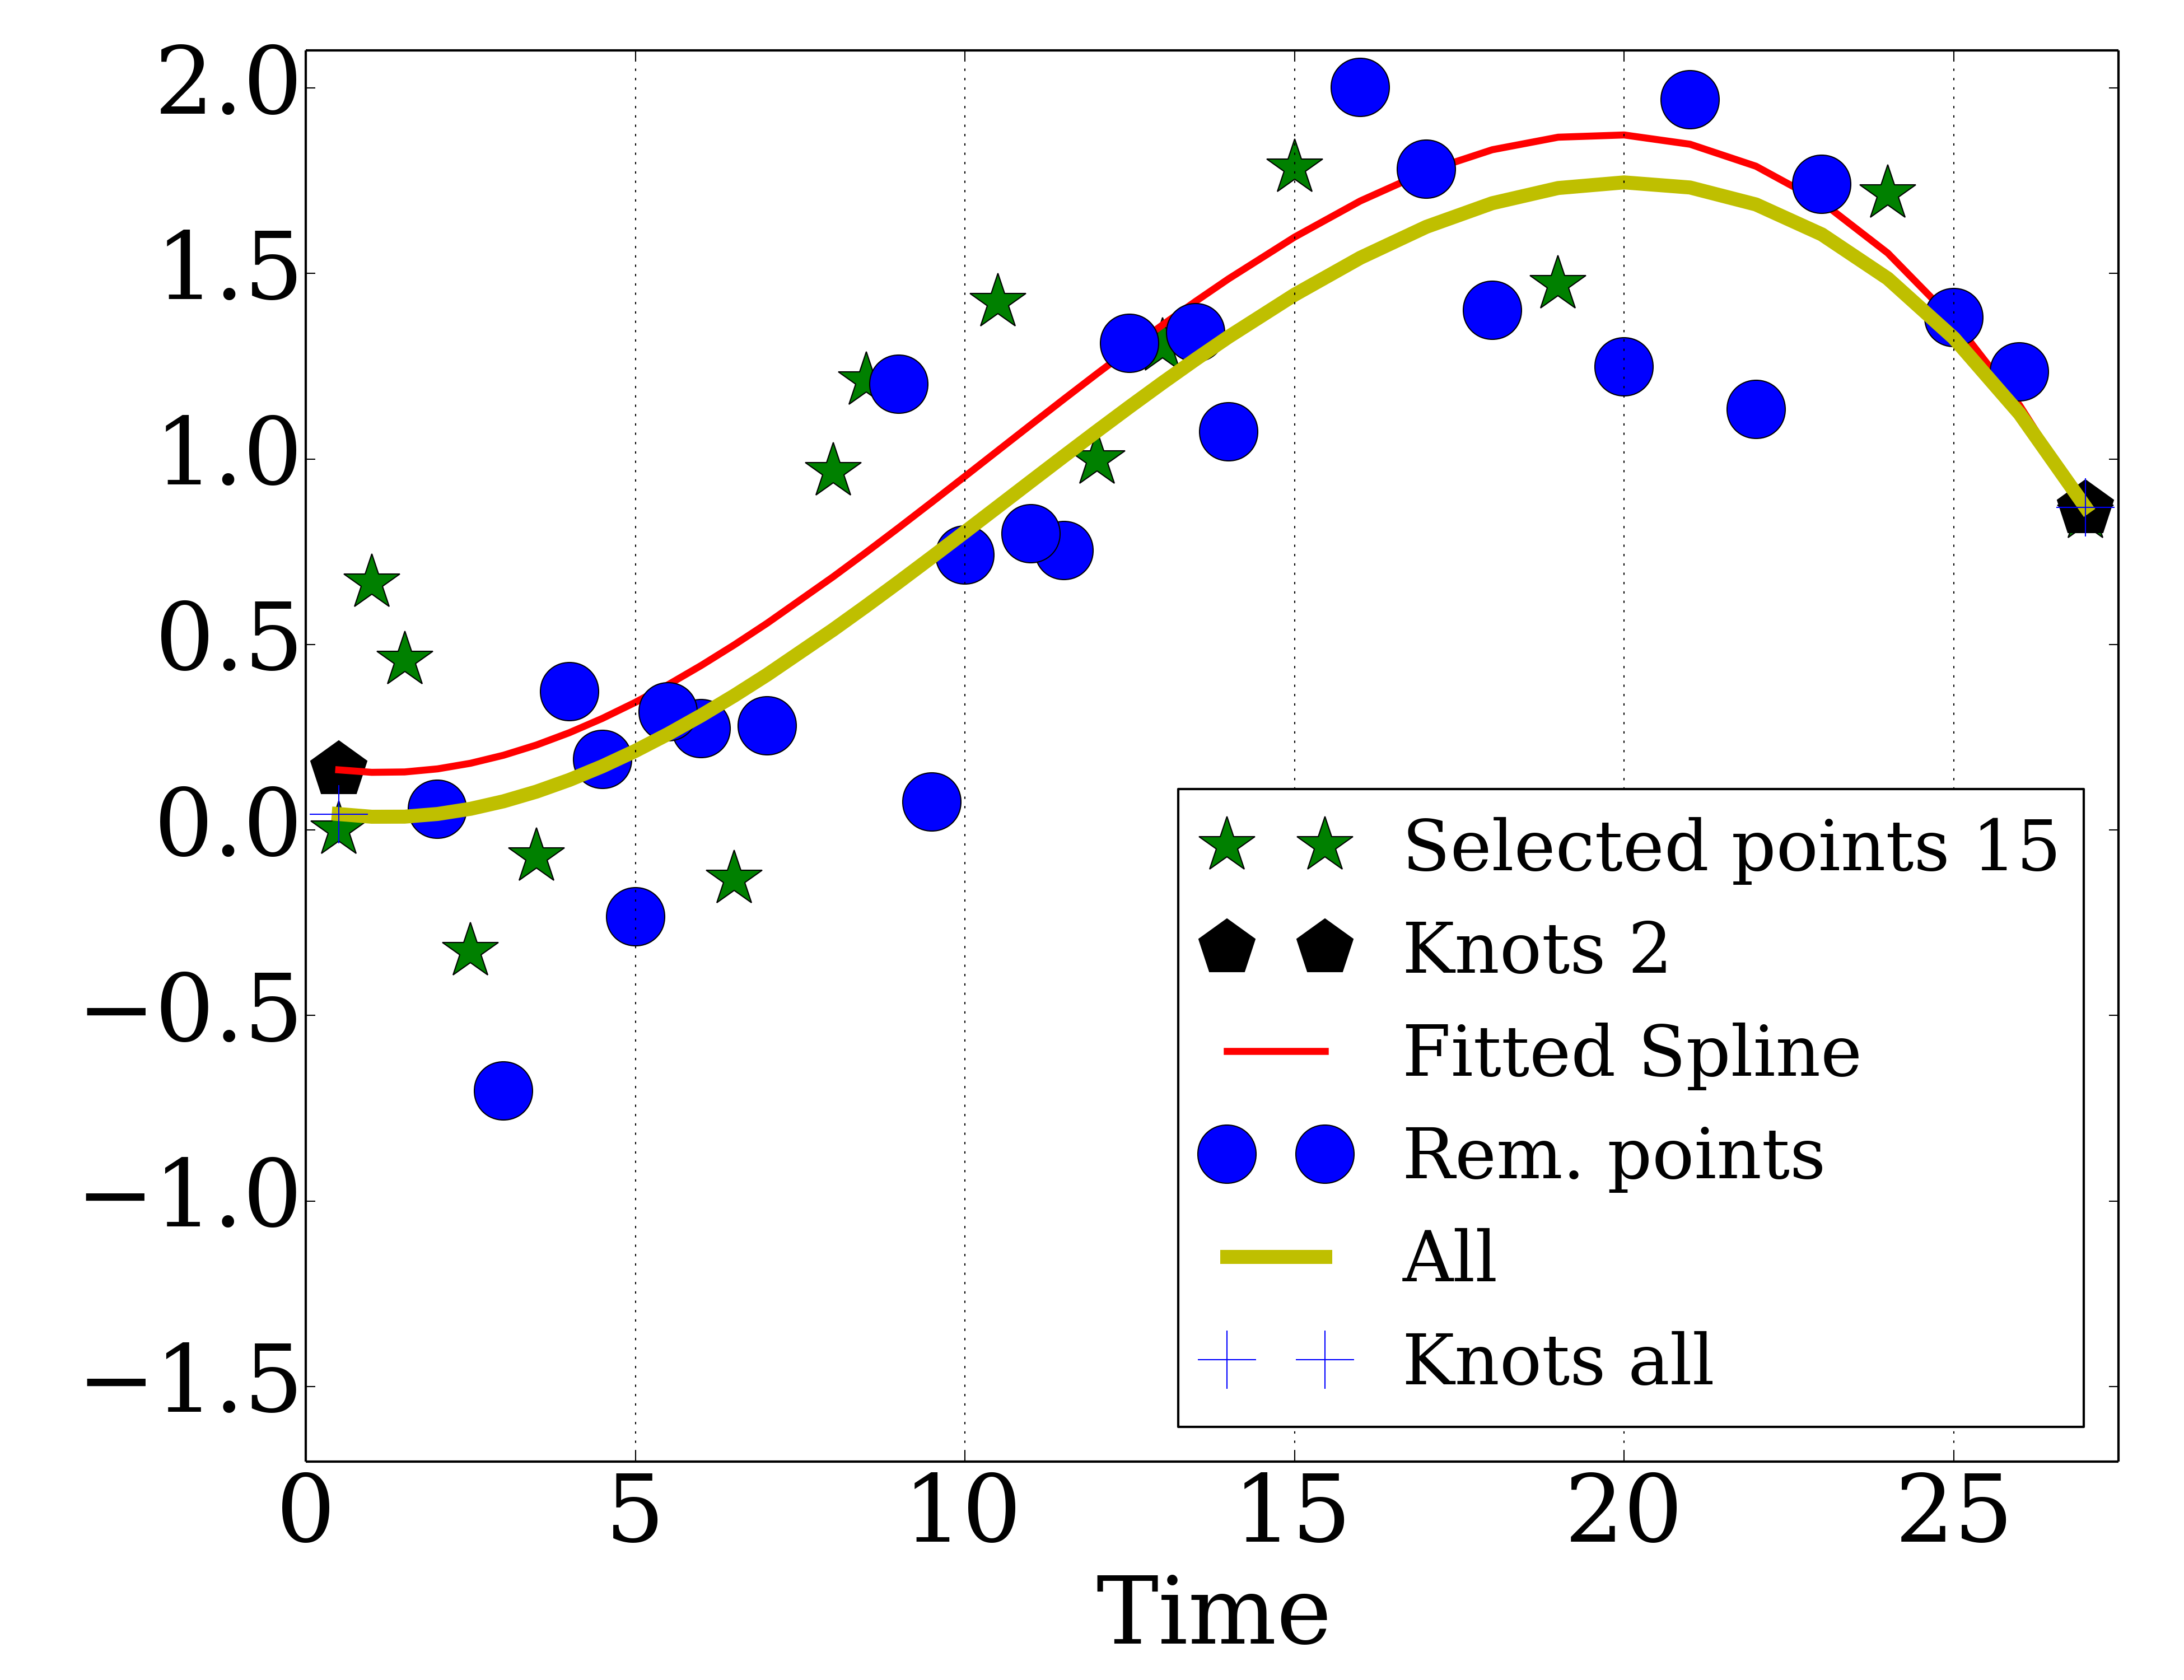 2.0
1.5
1.0
0.5
0.0
−0.5
−1.0
−1.5
Selected points 15
Knots 2
Fitted Spline
Rem. points
All
Knots all
0 5 10 15 20 25
Time